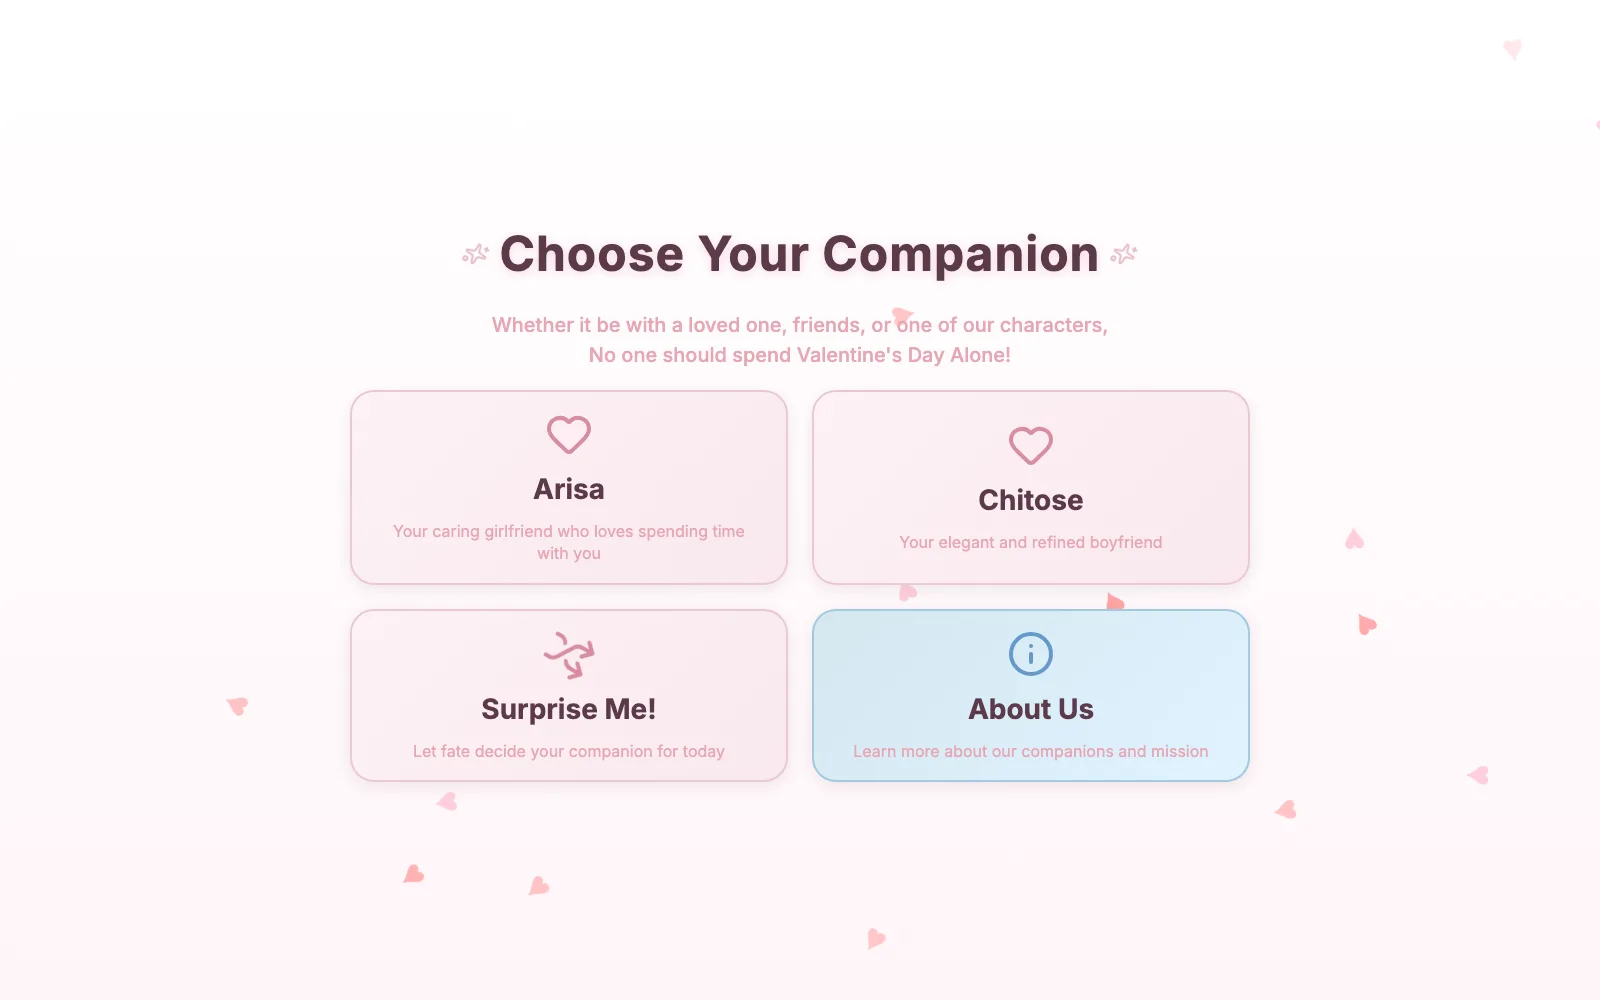 Choose Your Companion
Whether it be with a loved one, friends, or one of our characters,
No one should spend Valentine's Day Alone!
Arisa
Your caring girlfriend who loves spending time
with you
Chitose
Your elegant and refined boyfriend
Surprise Me!
Let fate decide your companion for today
About Us
Learn more about our companions and mission